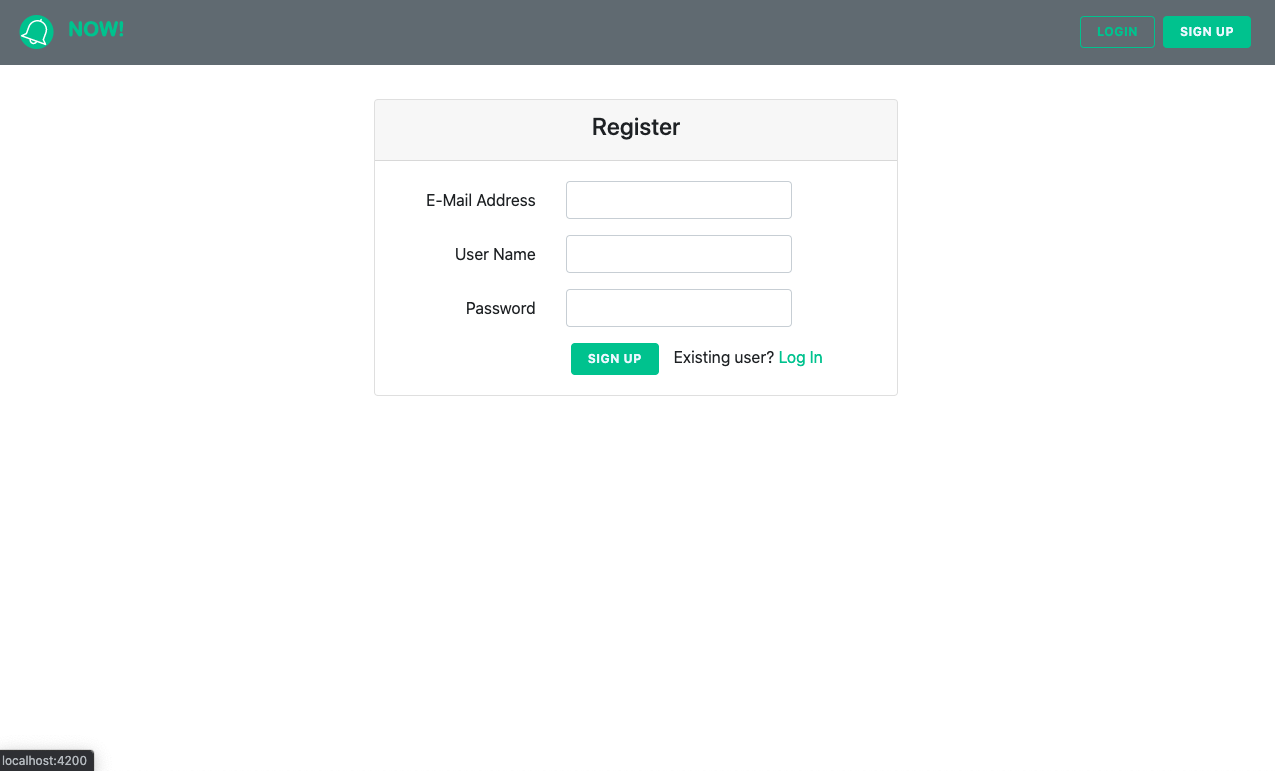 NOW!
LOGIN
SIGN UP
Register
E-Mail Address
User Name
Password
SIGN UP Existing user? Log In
localhost:4200